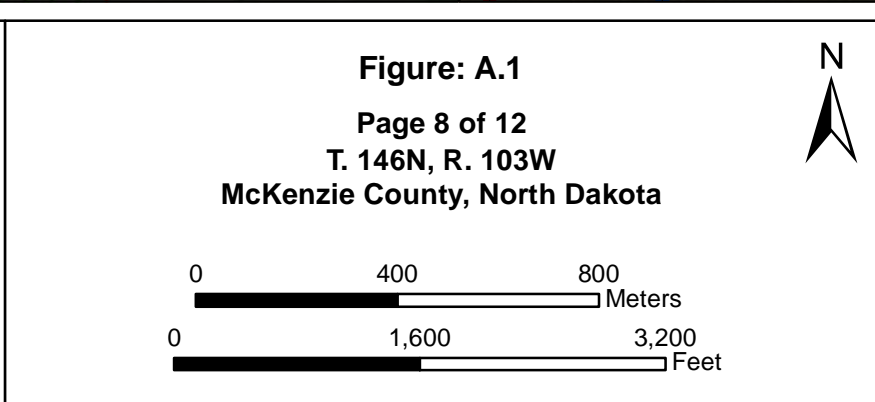 Figure: A.1
N
Page 8 of 12
T. 146N, R. 103W
McKenzie County, North Dakota
0 400 800
Meters
0 1,600 3,200
Feet